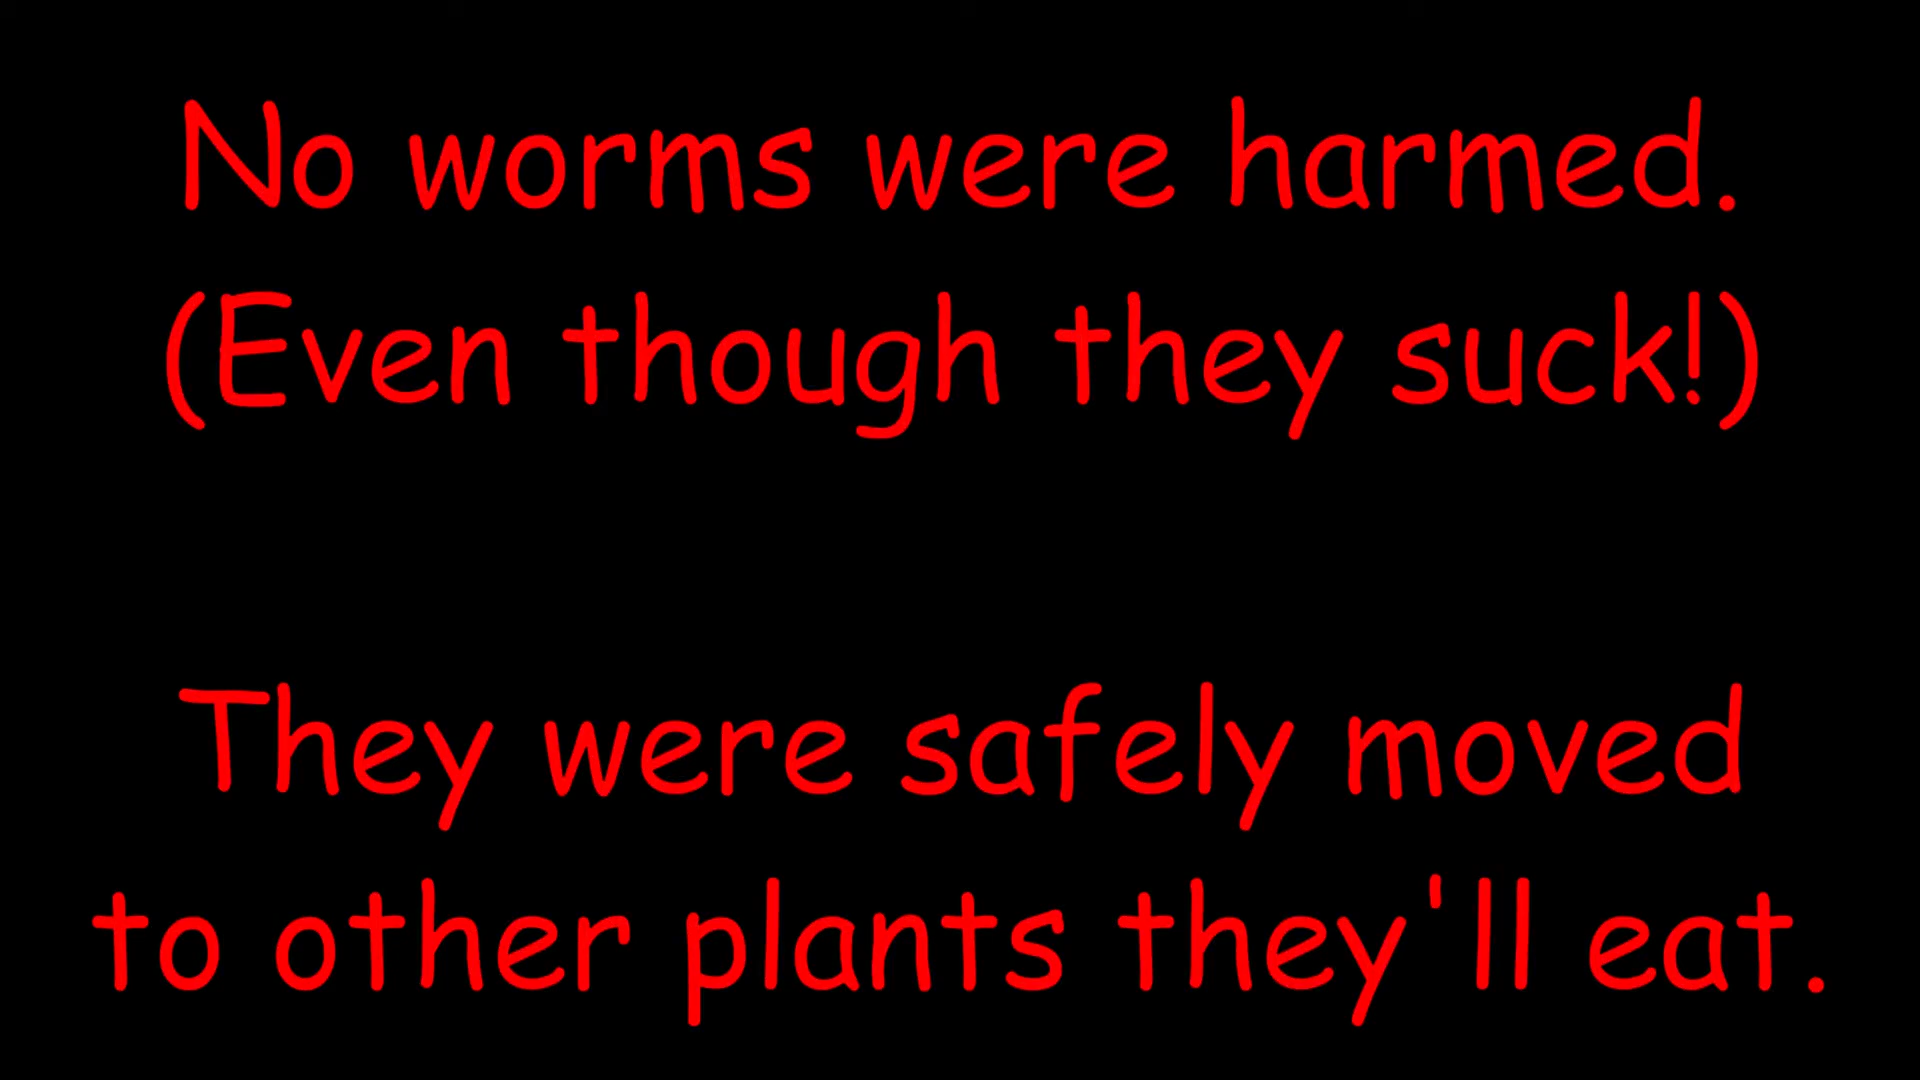 No worms were harmed.
(Even though they suck!)
They were safely moved
to other plants they'll eat.